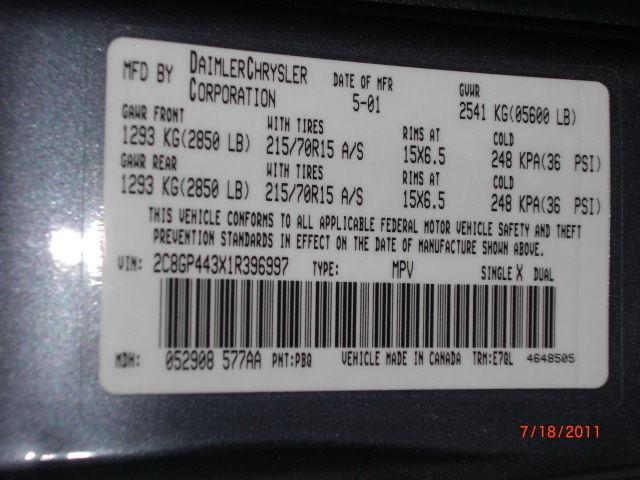 MFD BY DAIMLERCHRYSLER CORPORATION DATE OF MFR 5-01 GVWR 2541 KG(05600 LB)
GAWR FRONT WITH TIRES RIMS AT COLD
1293 KG(2850 LB) 215/70R15 A/S 15X6.5 248 KPA(36 PSI)
GAWR REAR WITH TIRES RIMS AT COLD
1293 KG(2850 LB) 215/70R15 A/S 15X6.5 248 KPA(36 PSI)
THIS VEHICLE CONFORMS TO ALL APPLICABLE FEDERAL MOTOR VEHICLE SAFETY AND THEFT
PREVENTION STANDARDS IN EFFECT ON THE DATE OF MANUFACTURE SHOWN ABOVE.
VIN: 2C8GP443X1R396997 TYPE: MPV SINGLE X DUAL
MDH: 052908 577AA PNT:PBQ VEHICLE MADE IN CANADA TRM:E7QL 4648505
7/18/2011